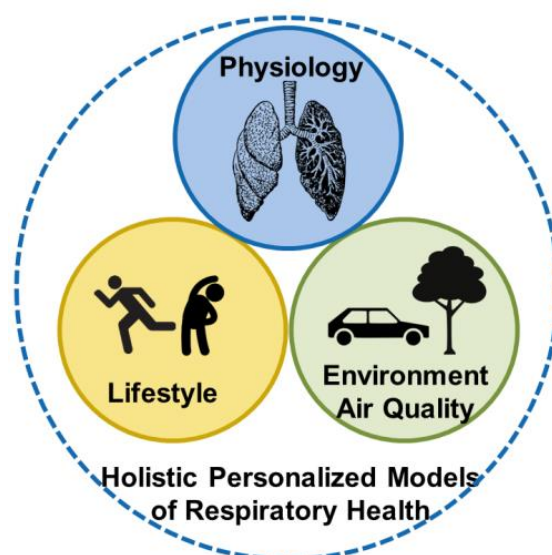 Physiology
Lifestyle
Environment
Air Quality
Holistic Personalized Models
of Respiratory Health